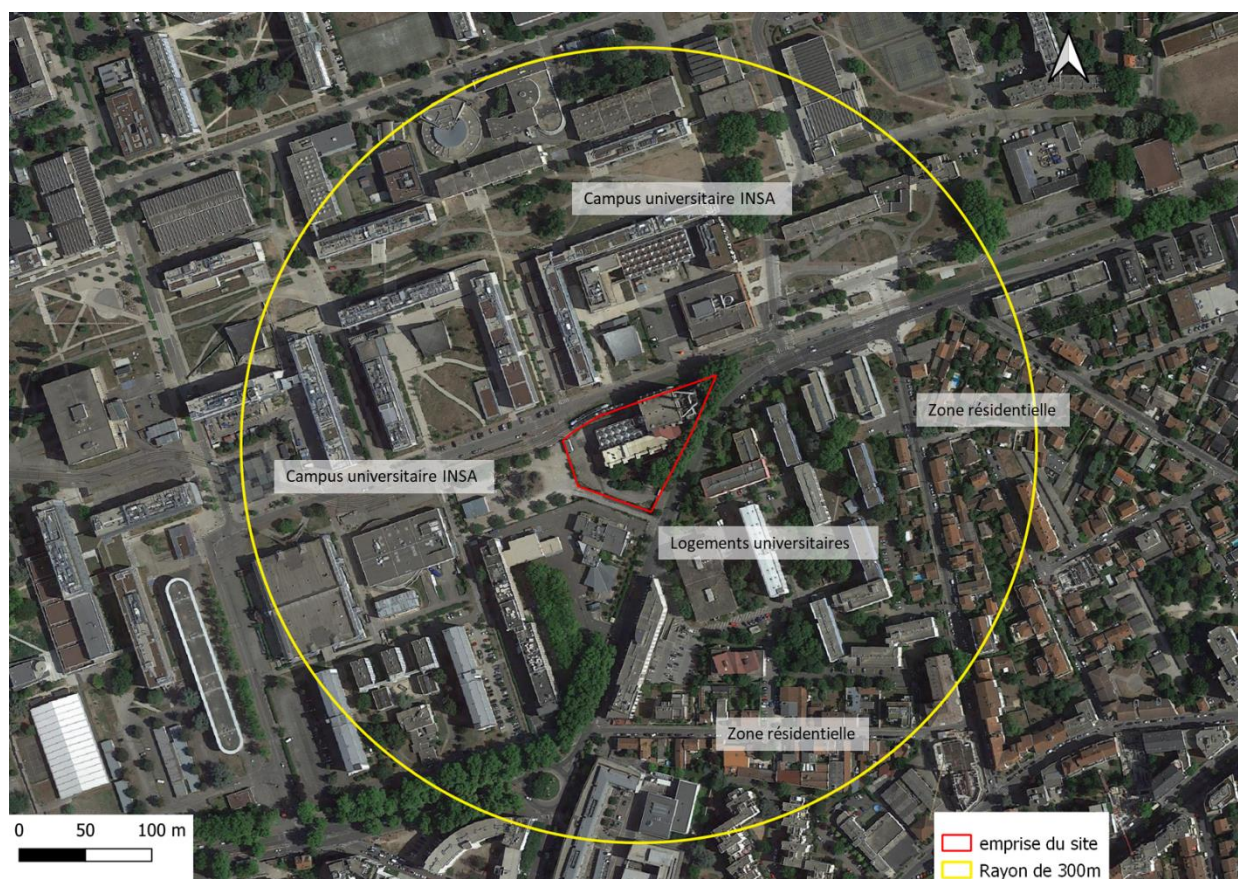 Campus universitaire INSA
Zone résidentielle
Campus universitaire INSA
Logements universitaires
Zone résidentielle
0 50 100 m
emprise du site
Rayon de 300m